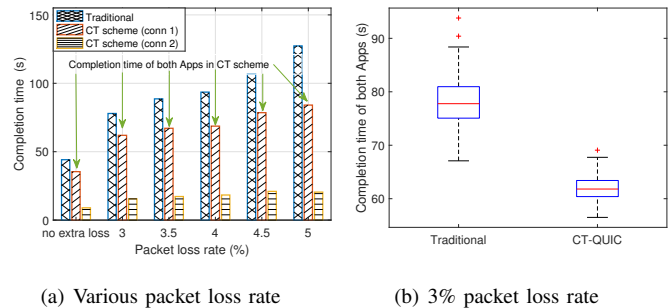 Traditional
CT scheme (conn 1)
CT scheme (conn 2)
Completion time of both Apps in CT scheme
Completion time (s)
150
100
50
0
no extra loss 3 3.5 4 4.5 5
Packet loss rate (%)
(a) Various packet loss rate
Completion time of both Apps (s)
90
80
70
60
Traditional CT-QUIC
(b) 3% packet loss rate